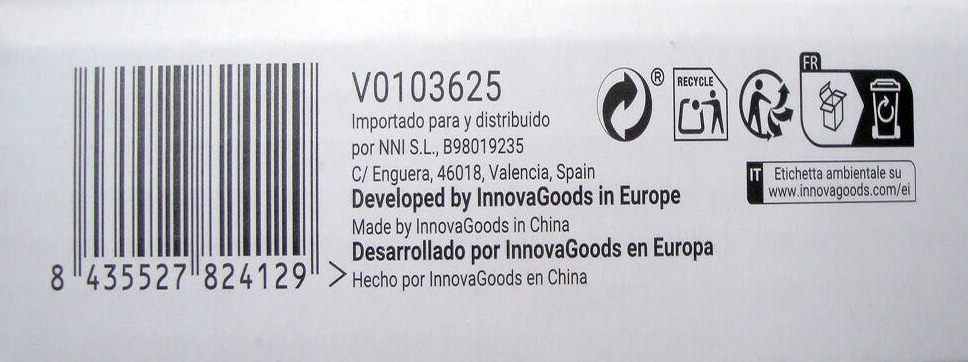 8 435527 824129 >
V0103625
Importado para y distribuido
por NNI S.L., B98019235
C/ Enguera, 46018, Valencia, Spain
Developed by InnovaGoods in Europe
Made by InnovaGoods in China
Desarrollado por InnovaGoods en Europa
Hecho por InnovaGoods en China
®
RECYCLE
FR
IT
Etichetta ambientale su
www.innovagoods.com/ei